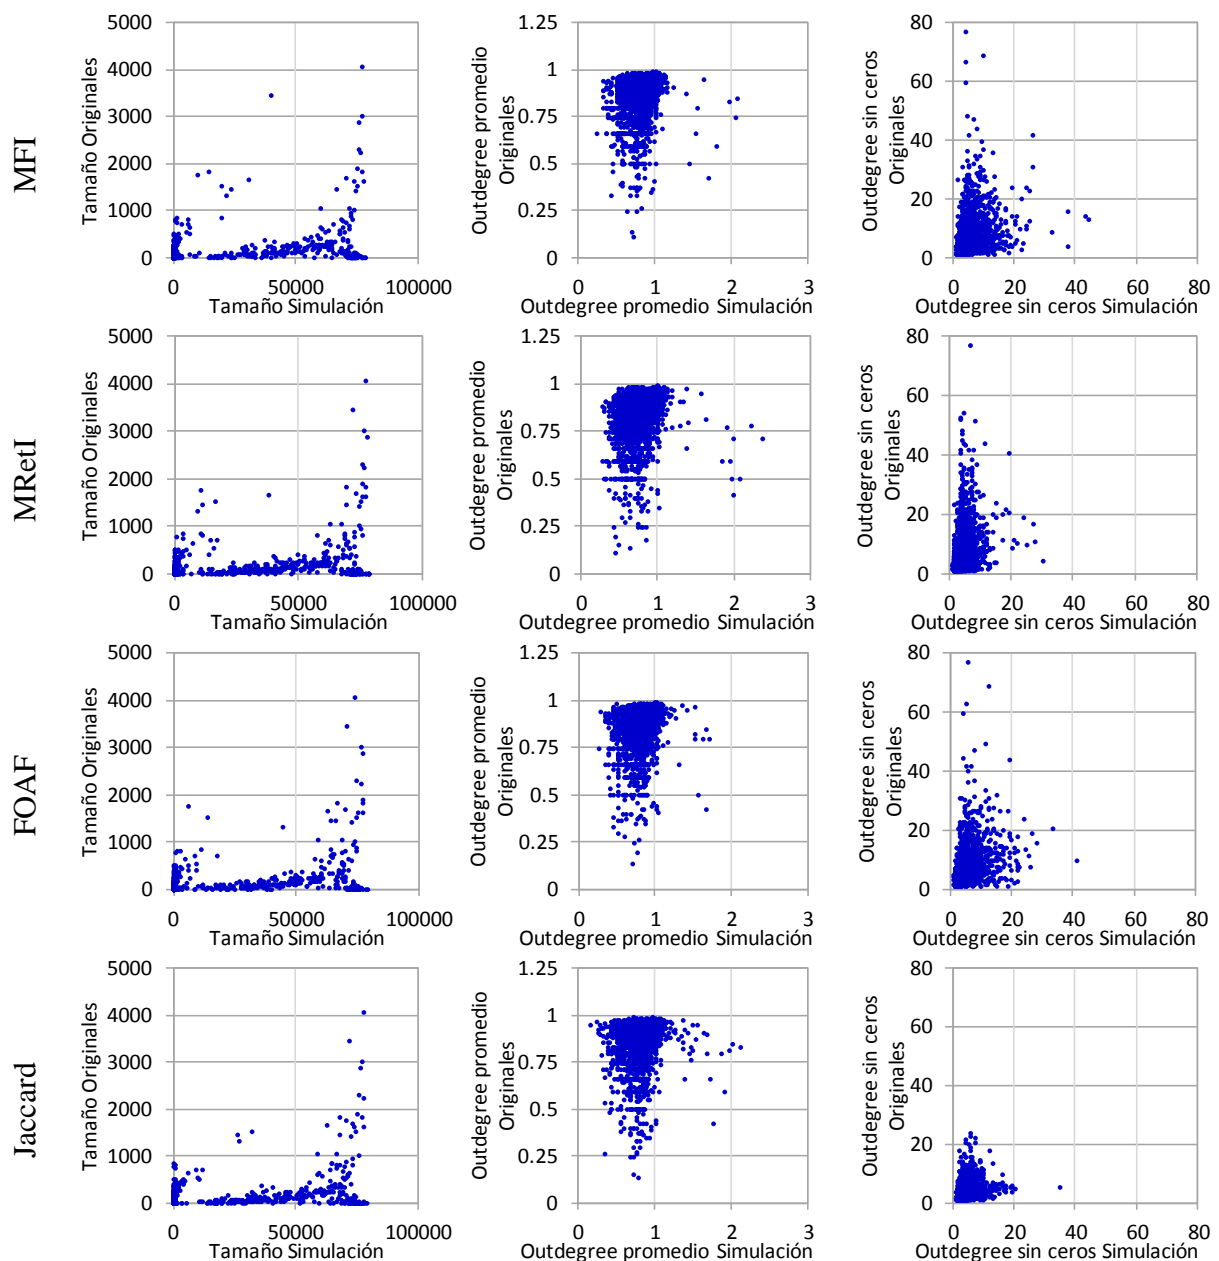 MFI
5000
4000
3000
2000
1000
0
0 50000 100000
Tamaño Originales
Tamaño Simulación
1.25
1
0.75
0.5
0.25
0
0 1 2 3
Outdegree promedio
Originales
Outdegree promedio Simulación
80
60
40
20
0
0 20 40 60 80
Outdegree sin ceros
Originales
Outdegree sin ceros Simulación
MRetI
5000
4000
3000
2000
1000
0
0 50000 100000
Tamaño Originales
Tamaño Simulación
1.25
1
0.75
0.5
0.25
0
0 1 2 3
Outdegree promedio
Originales
Outdegree promedio Simulación
80
60
40
20
0
0 20 40 60 80
Outdegree sin ceros
Originales
Outdegree sin ceros Simulación
FOAF
5000
4000
3000
2000
1000
0
0 50000 100000
Tamaño Originales
Tamaño Simulación
1.25
1
0.75
0.5
0.25
0
0 1 2 3
Outdegree promedio
Originales
Outdegree promedio Simulación
80
60
40
20
0
0 20 40 60 80
Outdegree sin ceros
Originales
Outdegree sin ceros Simulación
Jaccard
5000
4000
3000
2000
1000
0
0 50000 100000
Tamaño Originales
Tamaño Simulación
1.25
1
0.75
0.5
0.25
0
0 1 2 3
Outdegree promedio
Originales
Outdegree promedio Simulación
80
60
40
20
0
0 20 40 60 80
Outdegree sin ceros
Originales
Outdegree sin ceros Simulación